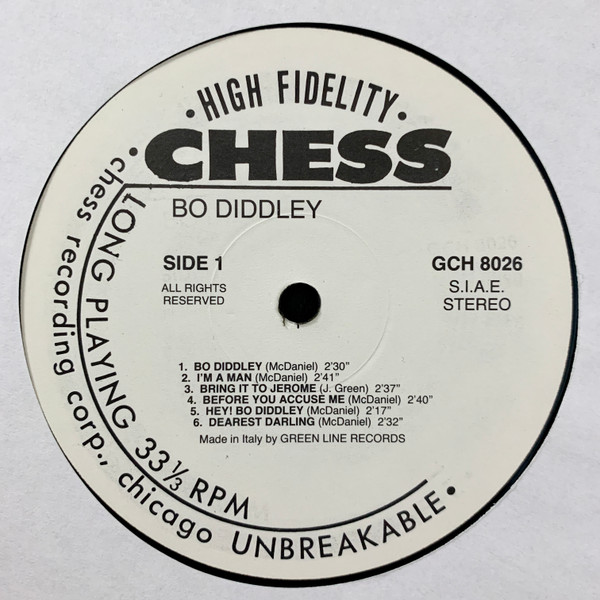 • HIGH FIDELITY •
CHESS
BO DIDDLEY
SIDE 1
GCH 8026
ALL RIGHTS
RESERVED
S.I.A.E.
STEREO
1. BO DIDDLEY (McDaniel) 2'30"
2. I'M A MAN (McDaniel) 2'41"
3. BRING IT TO JEROME (J. Green) 2'37"
4. BEFORE YOU ACCUSE ME (McDaniel) 2'40"
5. HEY! BO DIDDLEY (McDaniel) 2'17"
6. DEAREST DARLING (McDaniel) 2'32"
Made in Italy by GREEN LINE RECORDS
LONG PLAYING 33 1/3 RPM
• chess recording corp., chicago UNBREAKABLE •